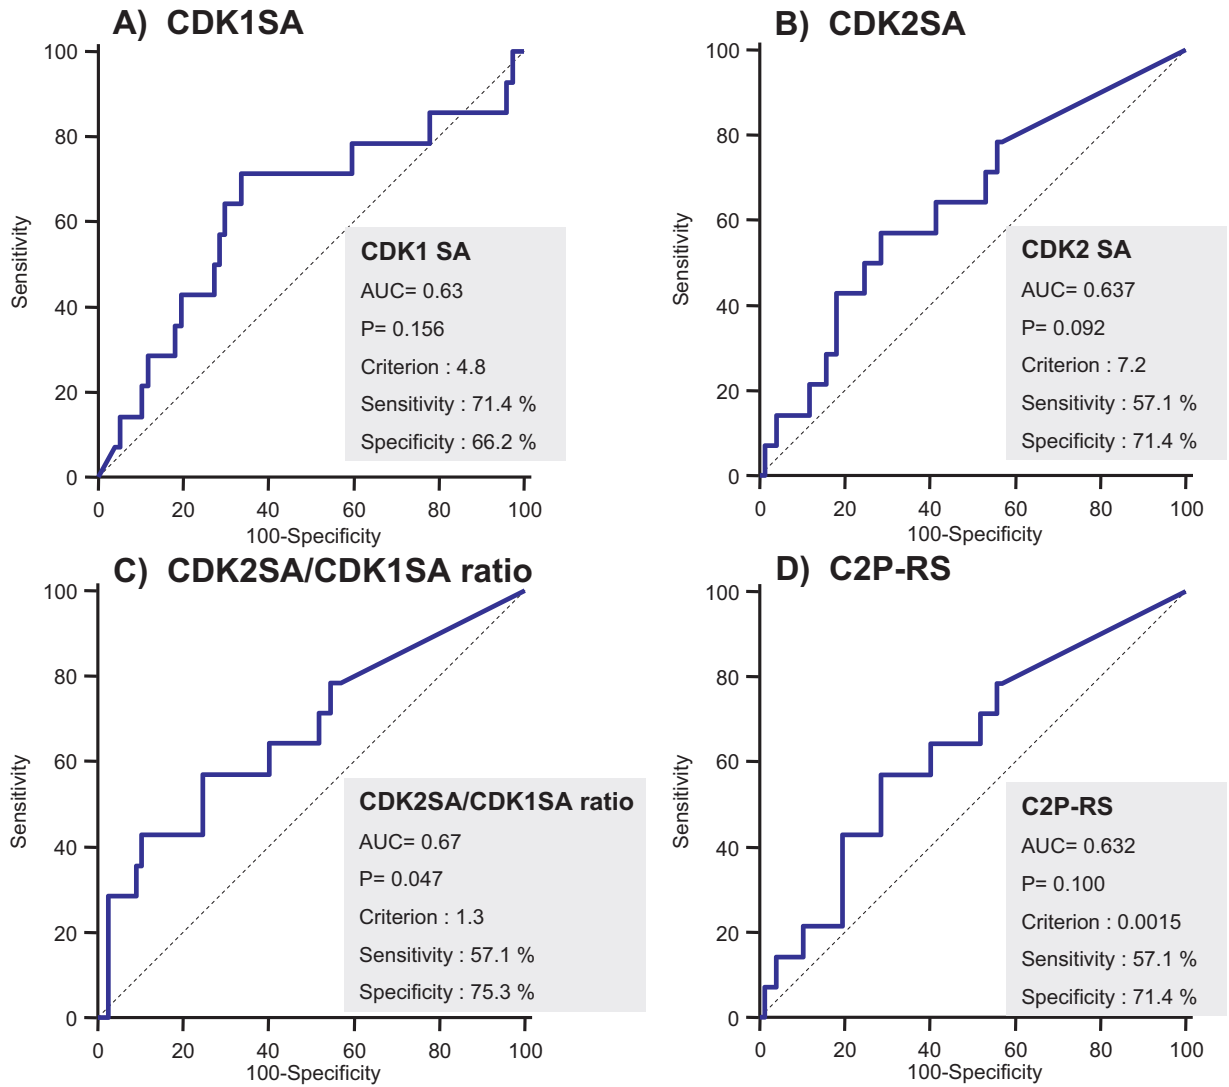 A) CDK1SA
100
80
60
40
20
0
Sensitivity
CDK1 SA
AUC= 0.63
P= 0.156
Criterion : 4.8
Sensitivity : 71.4 %
Specificity : 66.2 %
0 20 40 60 80 100
100-Specificity
B) CDK2SA
100
80
60
40
20
0
Sensitivity
CDK2 SA
AUC= 0.637
P= 0.092
Criterion : 7.2
Sensitivity : 57.1 %
Specificity : 71.4 %
0 20 40 60 80 100
100-Specificity
C) CDK2SA/CDK1SA ratio
100
80
60
40
20
0
Sensitivity
CDK2SA/CDK1SA ratio
AUC= 0.67
P= 0.047
Criterion : 1.3
Sensitivity : 57.1 %
Specificity : 75.3 %
0 20 40 60 80 100
100-Specificity
D) C2P-RS
100
80
60
40
20
0
Sensitivity
C2P-RS
AUC= 0.632
P= 0.100
Criterion : 0.0015
Sensitivity : 57.1 %
Specificity : 71.4 %
0 20 40 60 80 100
100-Specificity